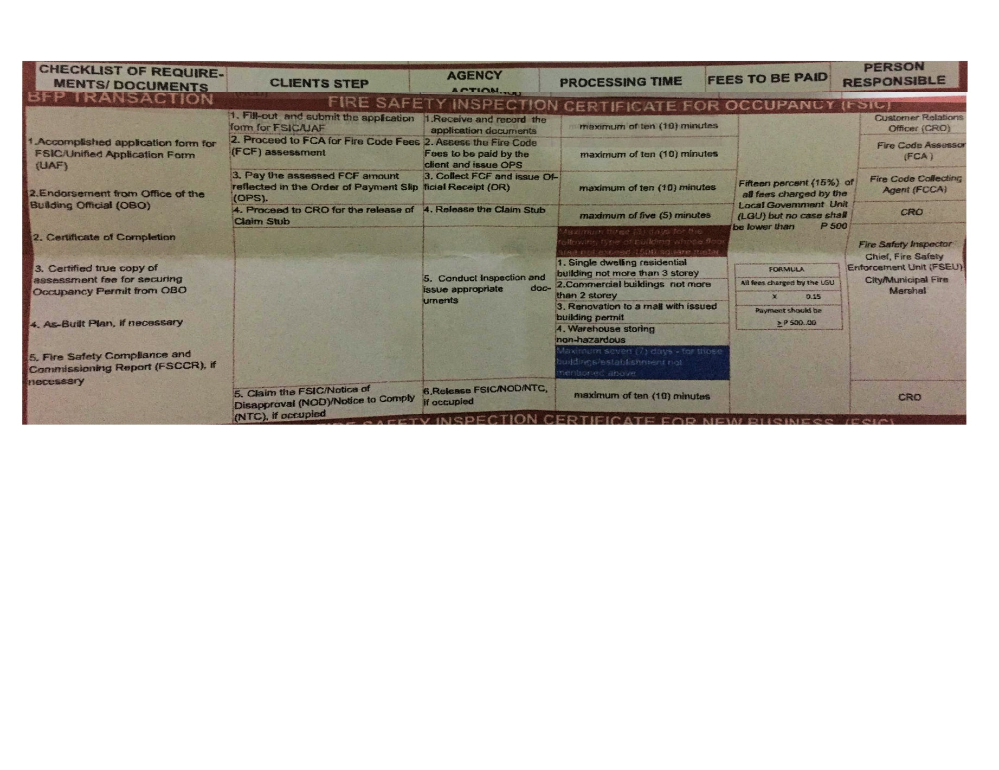 CHECKLIST OF REQUIRE-
MENTS/ DOCUMENTS
CLIENTS STEP
AGENCY
ACTION
PROCESSING TIME
FEES TO BE PAID
PERSON
RESPONSIBLE
BFP TRANSACTION
FIRE SAFETY INSPECTION CERTIFICATE FOR OCCUPANCY (FSIC)
1.Accomplished application form for
FSIC/Unified Application Form
(UAF)
2.Endorsement from Office of the
Building Official (OBO)
2. Certificate of Completion
3. Certified true copy of
assessment fee for securing
Occupancy Permit from OBO
4. As-Built Plan, if necessary
5. Fire Safety Compliance and
Commissioning Report (FSCCR), if
necessary
1. Fill-out and submit the application
form for FSIC/UAF
2. Proceed to FCA for Fire Code Fees
(FCF) assessment
3. Pay the assessed FCF amount
reflected in the Order of Payment Slip
(OPS).
4. Proceed to CRO for the release of
Claim Stub
5. Claim the FSIC/Notice of
Disapproval (NOD)/Notice to Comply
(NTC), if occupied
1.Receive and record the
application documents
2. Assess the Fire Code
Fees to be paid by the
client and issue OPS
3. Collect FCF and issue Of-
ficial Receipt (OR)
4. Release the Claim Stub
5. Conduct Inspection and
issue appropriate doc-
uments
6.Release FSIC/NOD/NTC,
if occupied
maximum of ten (10) minutes
maximum of ten (10) minutes
maximum of ten (10) minutes
maximum of five (5) minutes
Maximum three (3) days for the
following type of building whose floor
area not exceed 1500 square meter
1. Single dwelling residential
building not more than 3 storey
2.Commercial buildings not more
than 2 storey
3. Renovation to a mall with issued
building permit
4. Warehouse storing
non-hazardous
Maximum seven (7) days - for those
buildings/establishment not
mentioned above
maximum of ten (10) minutes
Fifteen percent (15%) of
all fees charged by the
Local Government Unit
(LGU) but no case shall
be lower than P 500
FORMULA
All fees charged by the LGU
X 0.15
Payment should be
≥ P 500..00
Customer Relations
Officer (CRO)
Fire Code Assessor
(FCA )
Fire Code Collecting
Agent (FCCA)
CRO
Fire Safety Inspector
Chief, Fire Safety
Enforcement Unit (FSEU)
City/Municipal Fire
Marshal
CRO
FIRE SAFETY INSPECTION CERTIFICATE FOR NEW BUSINESS (FSIC)